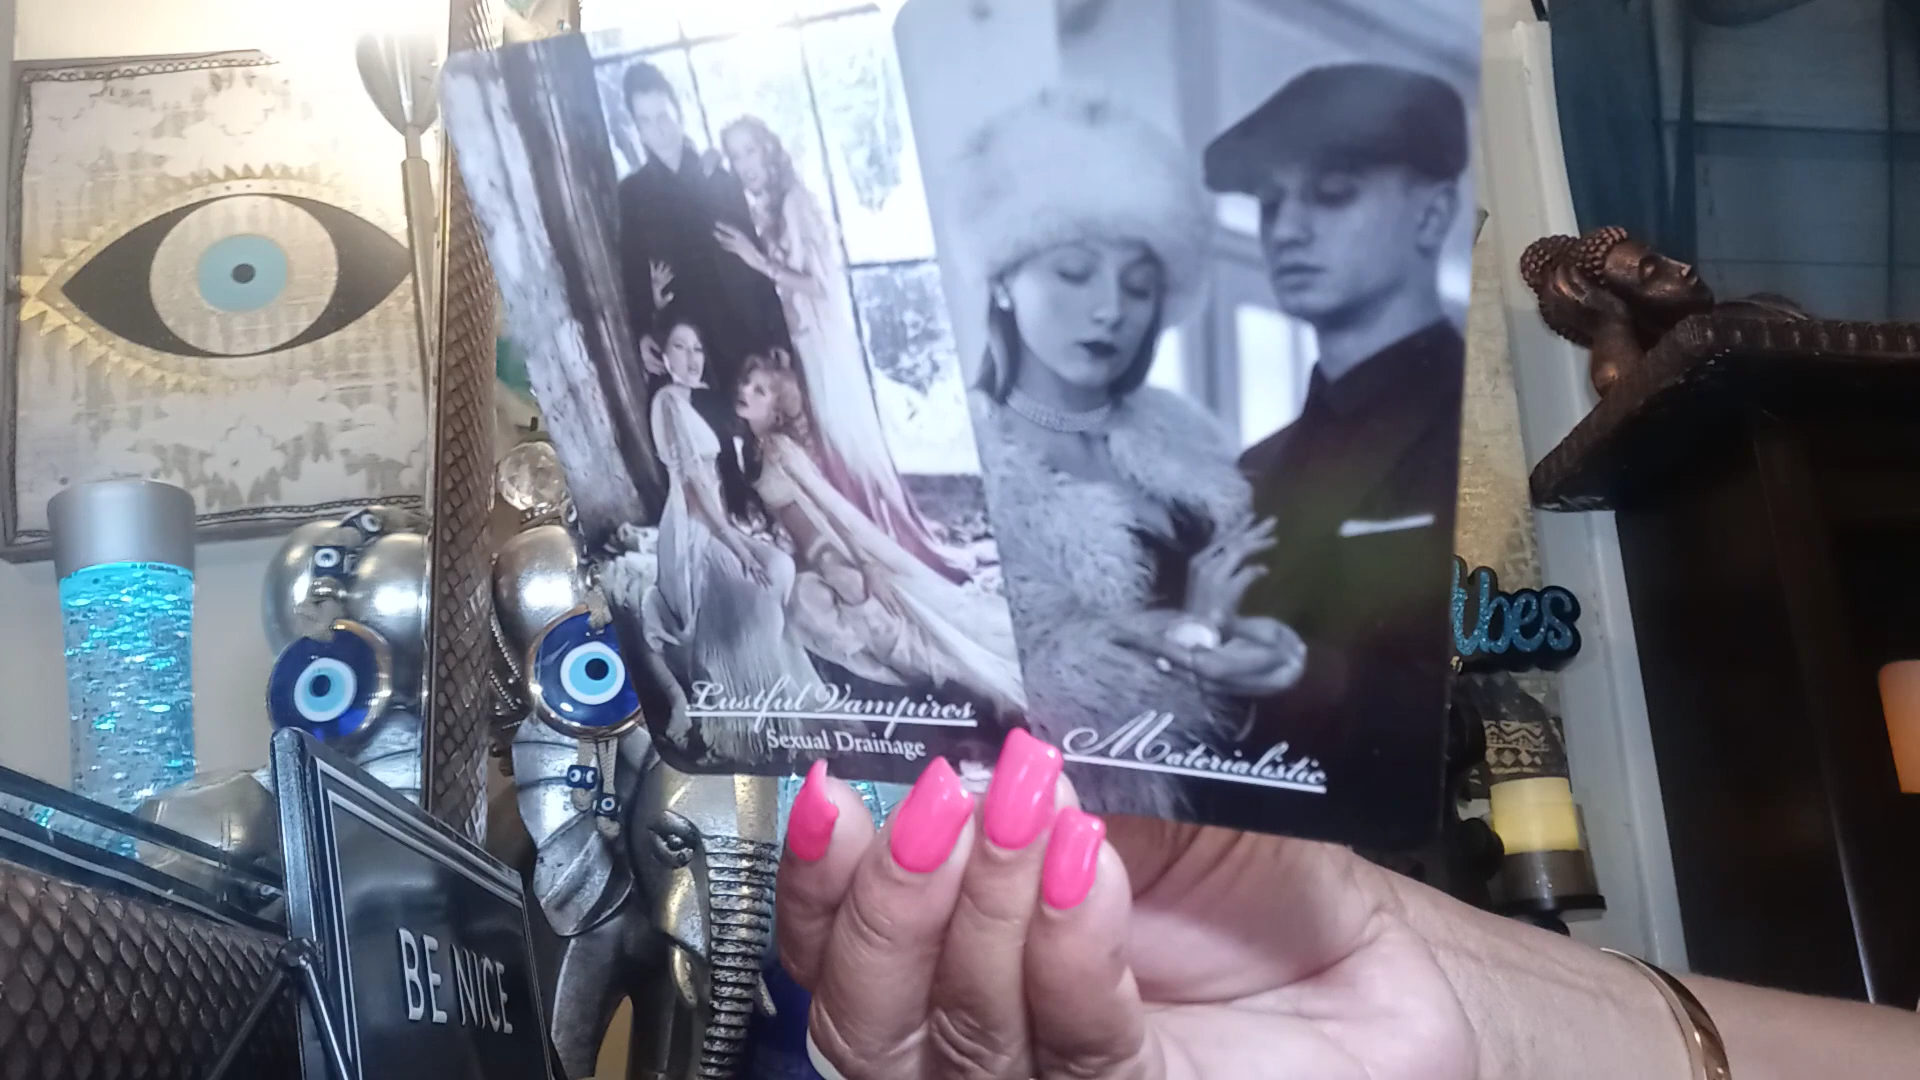 Lustful Vampires
Sexual Drainage
Materialistic
BE NICE